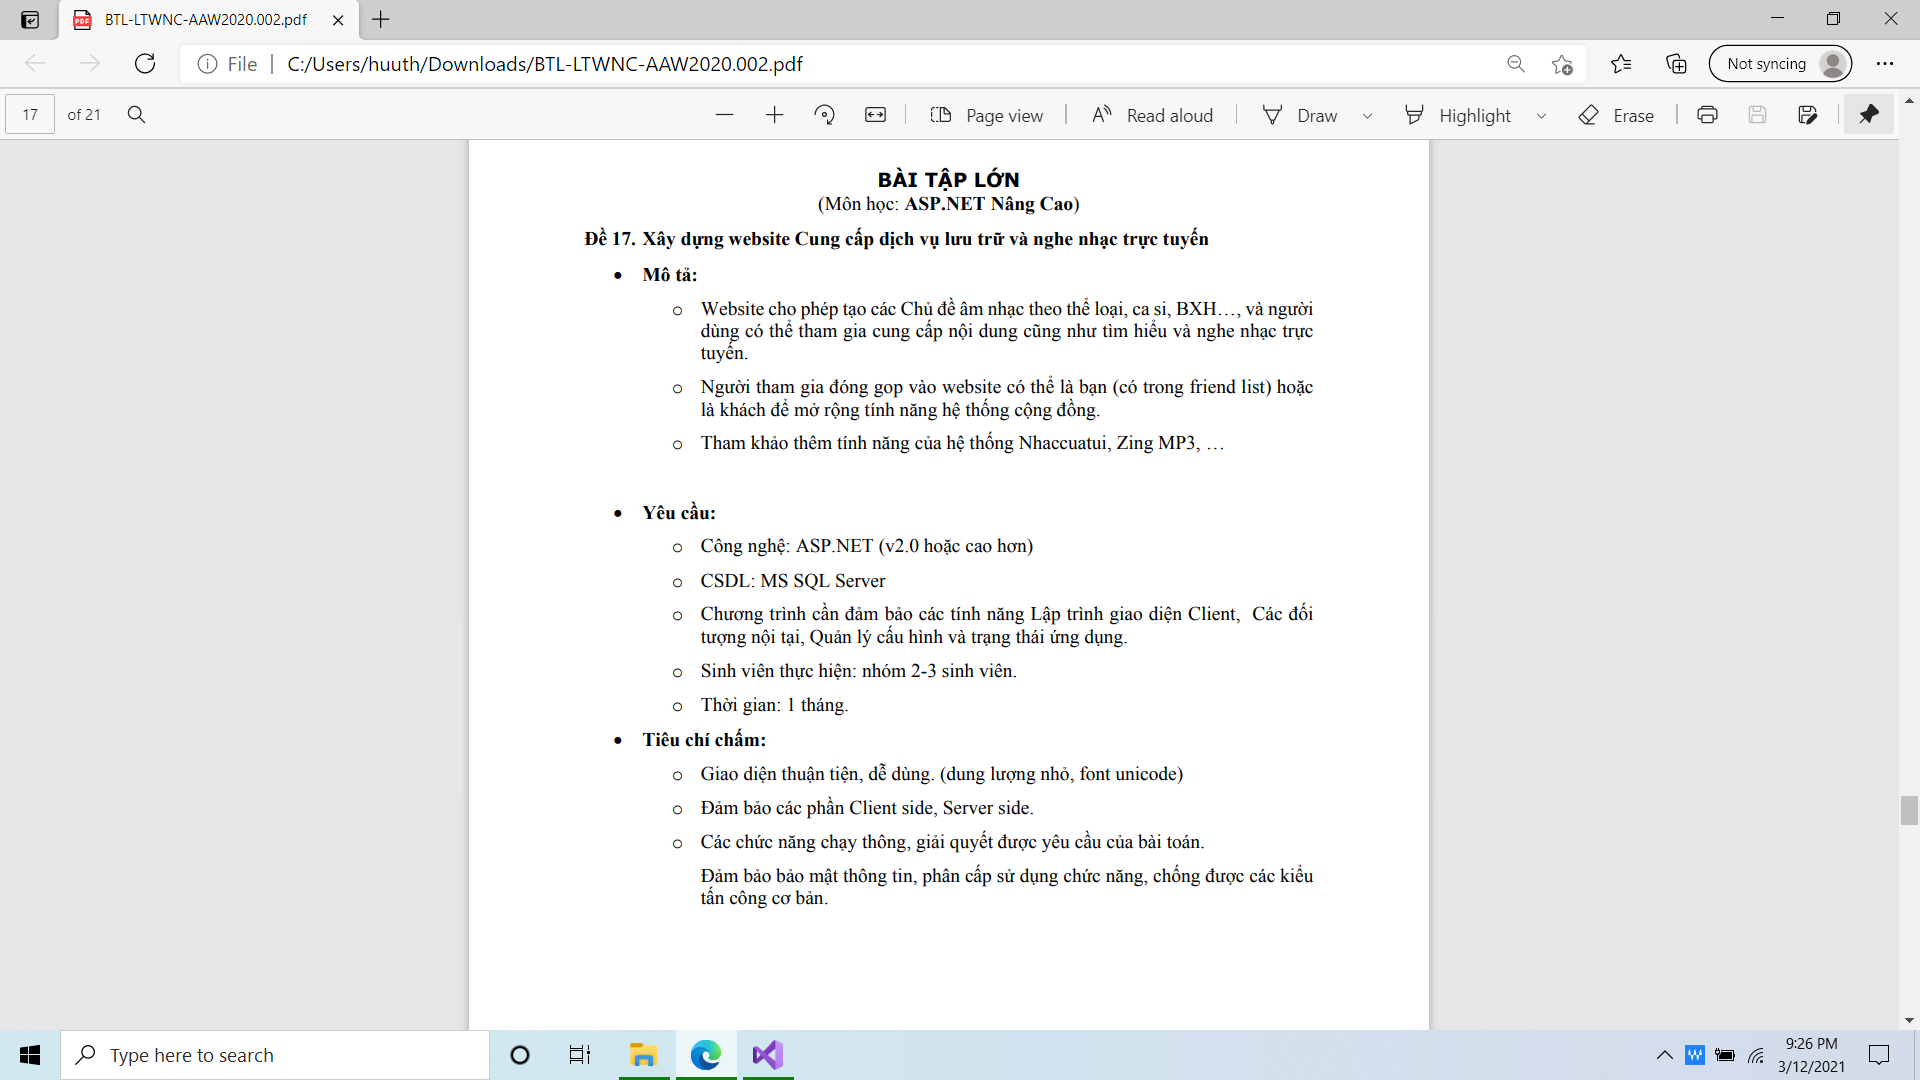 BTL-LTWNC-AAW2020.002.pdf
File
C:/Users/huuth/Downloads/BTL-LTWNC-AAW2020.002.pdf
Not syncing
17 of 21
Page view
Read aloud
Draw
Highlight
Erase
BÀI TẬP LỚN
(Môn học: ASP.NET Nâng Cao)
Đề 17. Xây dựng website Cung cấp dịch vụ lưu trữ và nghe nhạc trực tuyến
• Mô tả:
o Website cho phép tạo các Chủ đề âm nhạc theo thể loại, ca si, BXH…, và người
dùng có thể tham gia cung cấp nội dung cũng như tìm hiểu và nghe nhạc trực
tuyến.
o Người tham gia đóng gop vào website có thể là bạn (có trong friend list) hoặc
là khách để mở rộng tính năng hệ thống cộng đồng.
o Tham khảo thêm tính năng của hệ thống Nhaccuatui, Zing MP3, …
• Yêu cầu:
o Công nghệ: ASP.NET (v2.0 hoặc cao hơn)
o CSDL: MS SQL Server
o Chương trình cần đảm bảo các tính năng Lập trình giao diện Client, Các đối
tượng nội tại, Quản lý cấu hình và trạng thái ứng dụng.
o Sinh viên thực hiện: nhóm 2-3 sinh viên.
o Thời gian: 1 tháng.
• Tiêu chí chấm:
o Giao diện thuận tiện, dễ dùng. (dung lượng nhỏ, font unicode)
o Đảm bảo các phần Client side, Server side.
o Các chức năng chạy thông, giải quyết được yêu cầu của bài toán.
Đảm bảo bảo mật thông tin, phân cấp sử dụng chức năng, chống được các kiểu
tấn công cơ bản.
Type here to search
9:26 PM
3/12/2021